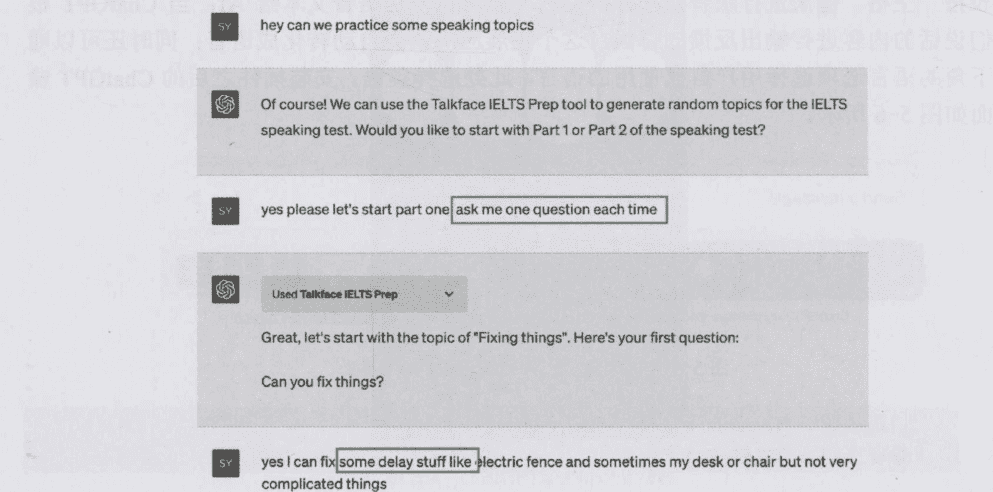 SY
hey can we practice some speaking topics
Of course! We can use the Talkface IELTS Prep tool to generate random topics for the IELTS
speaking test. Would you like to start with Part 1 or Part 2 of the speaking test?
SY
yes please let's start part one ask me one question each time
Used Talkface IELTS Prep
Great, let's start with the topic of "Fixing things". Here's your first question:
Can you fix things?
SY
yes I can fix some delay stuff like electric fence and sometimes my desk or chair but not very
complicated things